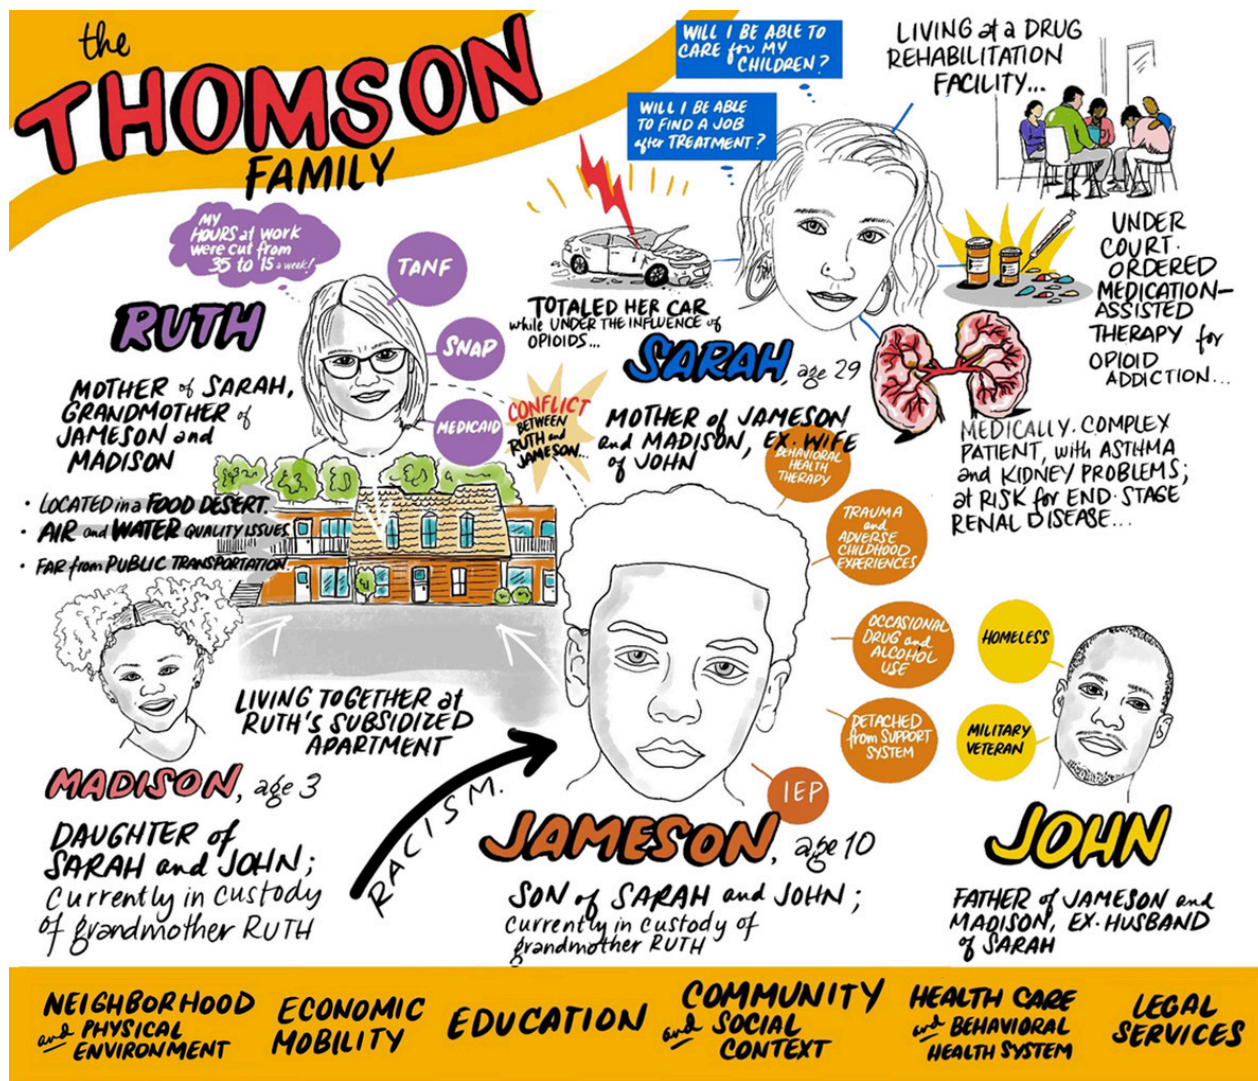 the
THOMSON
FAMILY
WILL I BE ABLE TO
CARE for MY
CHILDREN?
WILL I BE ABLE
TO FIND A JOB
after TREATMENT?
LIVING at a DRUG
REHABILITATION
FACILITY...
MY
HOURS at WORK
were cut from
35 to 15 a week!
TANF
SNAP
MEDICAID
RUTH
MOTHER of SARAH,
GRANDMOTHER of
JAMESON and
MADISON
TOTALED HER CAR
while UNDER THE INFLUENCE of
OPIOIDS...
SARAH, age 29
MOTHER of JAMESON
and MADISON, EX-WIFE
of JOHN
UNDER
COURT-
ORDERED
MEDICATION-
ASSISTED
THERAPY for
OPIOID
ADDICTION...
MEDICALLY-COMPLEX
PATIENT, with ASTHMA
and KIDNEY PROBLEMS;
at RISK for END-STAGE
RENAL DISEASE...
CONFLICT
BETWEEN
RUTH and
JAMESON...
• LOCATED in a FOOD DESERT.
• AIR and WATER QUALITY ISSUES
• FAR from PUBLIC TRANSPORTATION
LIVING TOGETHER at
RUTH'S SUBSIDIZED
APARTMENT
MADISON, age 3
DAUGHTER of
SARAH and JOHN;
currently in custody
of grandmother RUTH
RACISM.
BEHAVIORAL
HEALTH
THERAPY
TRAUMA
and
ADVERSE
CHILDHOOD
EXPERIENCES
OCCASIONAL
DRUG and
ALCOHOL
USE
DETACHED
from SUPPORT
SYSTEM
IEP
JAMESON, age 10
SON of SARAH and JOHN;
currently in custody of
grandmother RUTH
HOMELESS
MILITARY
VETERAN
JOHN
FATHER of JAMESON and
MADISON, EX-HUSBAND
of SARAH
NEIGHBORHOOD
and PHYSICAL
ENVIRONMENT
ECONOMIC
MOBILITY
EDUCATION
COMMUNITY
and SOCIAL
CONTEXT
HEALTH CARE
and BEHAVIORAL
HEALTH SYSTEM
LEGAL
SERVICES